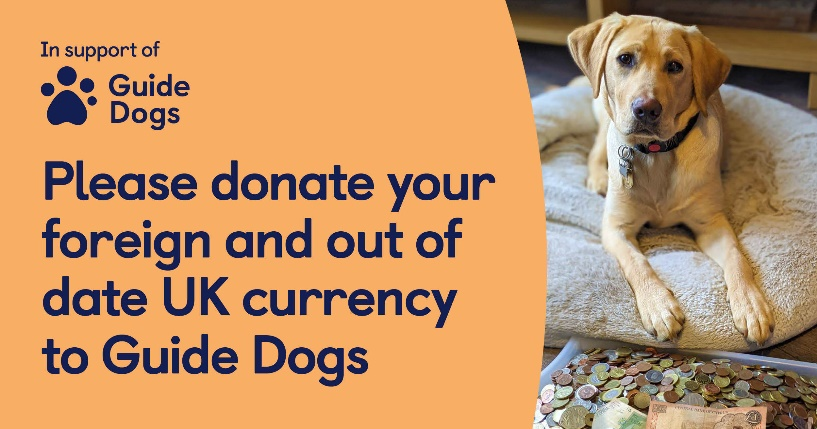 In support of
Guide
Dogs
Please donate your
foreign and out of
date UK currency
to Guide Dogs